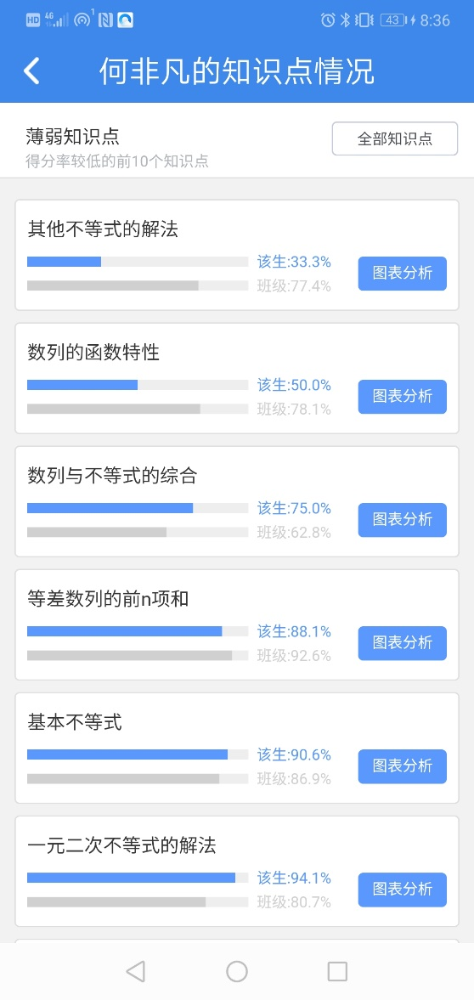 HD 4G 1 43 8:36
何非凡的知识点情况
薄弱知识点
得分率较低的前10个知识点
全部知识点
其他不等式的解法
该生:33.3%
班级:77.4%
图表分析
数列的函数特性
该生:50.0%
班级:78.1%
图表分析
数列与不等式的综合
该生:75.0%
班级:62.8%
图表分析
等差数列的前n项和
该生:88.1%
班级:92.6%
图表分析
基本不等式
该生:90.6%
班级:86.9%
图表分析
一元二次不等式的解法
该生:94.1%
班级:80.7%
图表分析